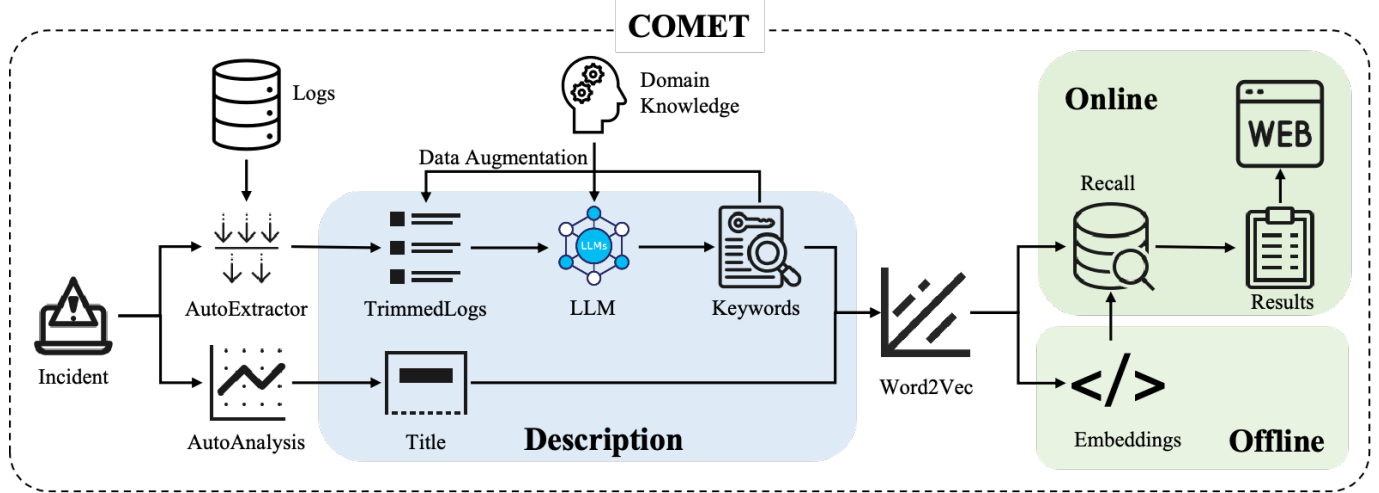 COMET
Logs
Domain
Knowledge
Data Augmentation
Online
WEB
Recall
LLMs
AutoExtractor
TrimmedLogs
LLM
Keywords
Results
Incident
Word2Vec
</>
AutoAnalysis
Title
Description
Embeddings
Offline